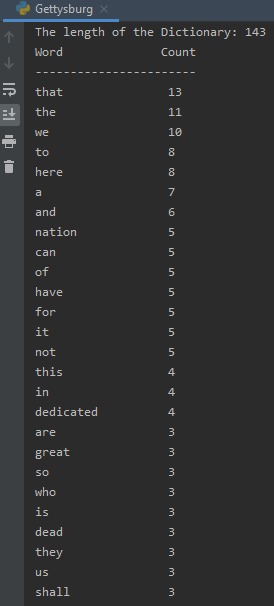 Gettysburg
The length of the Dictionary: 143
Word Count
-----------------------
that 13
the 11
we 10
to 8
here 8
a 7
and 6
nation 5
can 5
of 5
have 5
for 5
it 5
not 5
this 4
in 4
dedicated 4
are 3
great 3
so 3
who 3
is 3
dead 3
they 3
us 3
shall 3